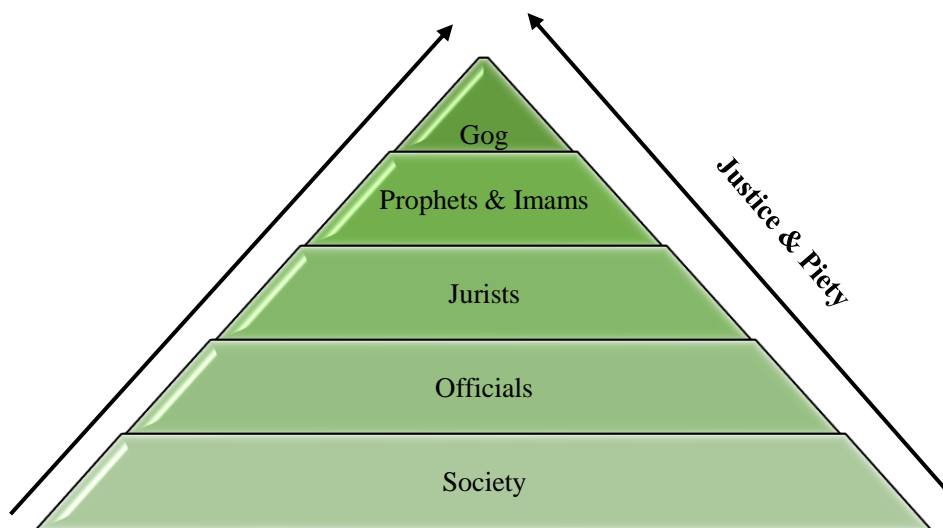 Gog
Prophets & Imams
Justice & Piety
Jurists
Officials
Society